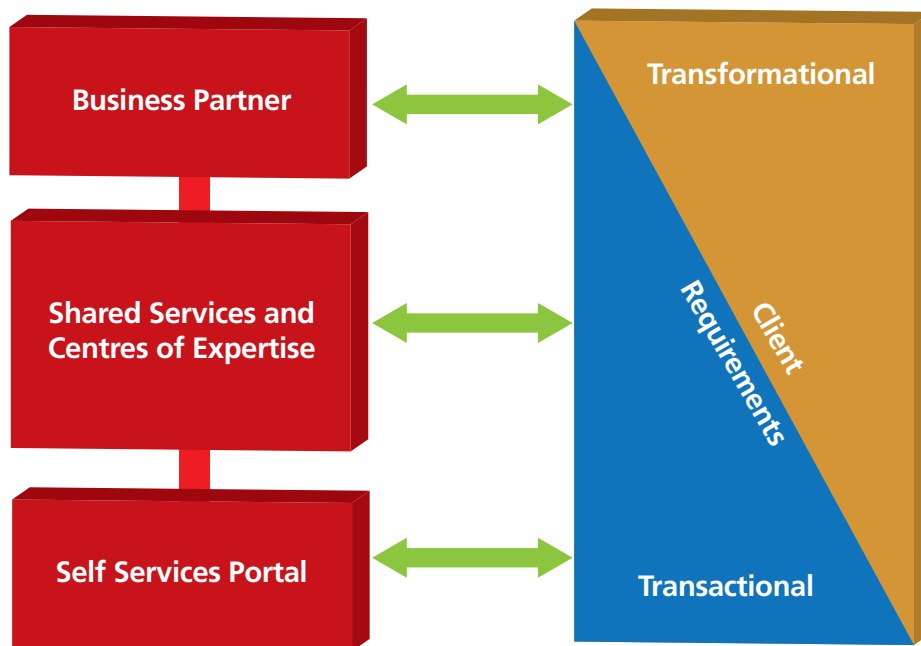 Business Partner
Transformational
Shared Services and
Centres of Expertise
Client
Requirements
Self Services Portal
Transactional